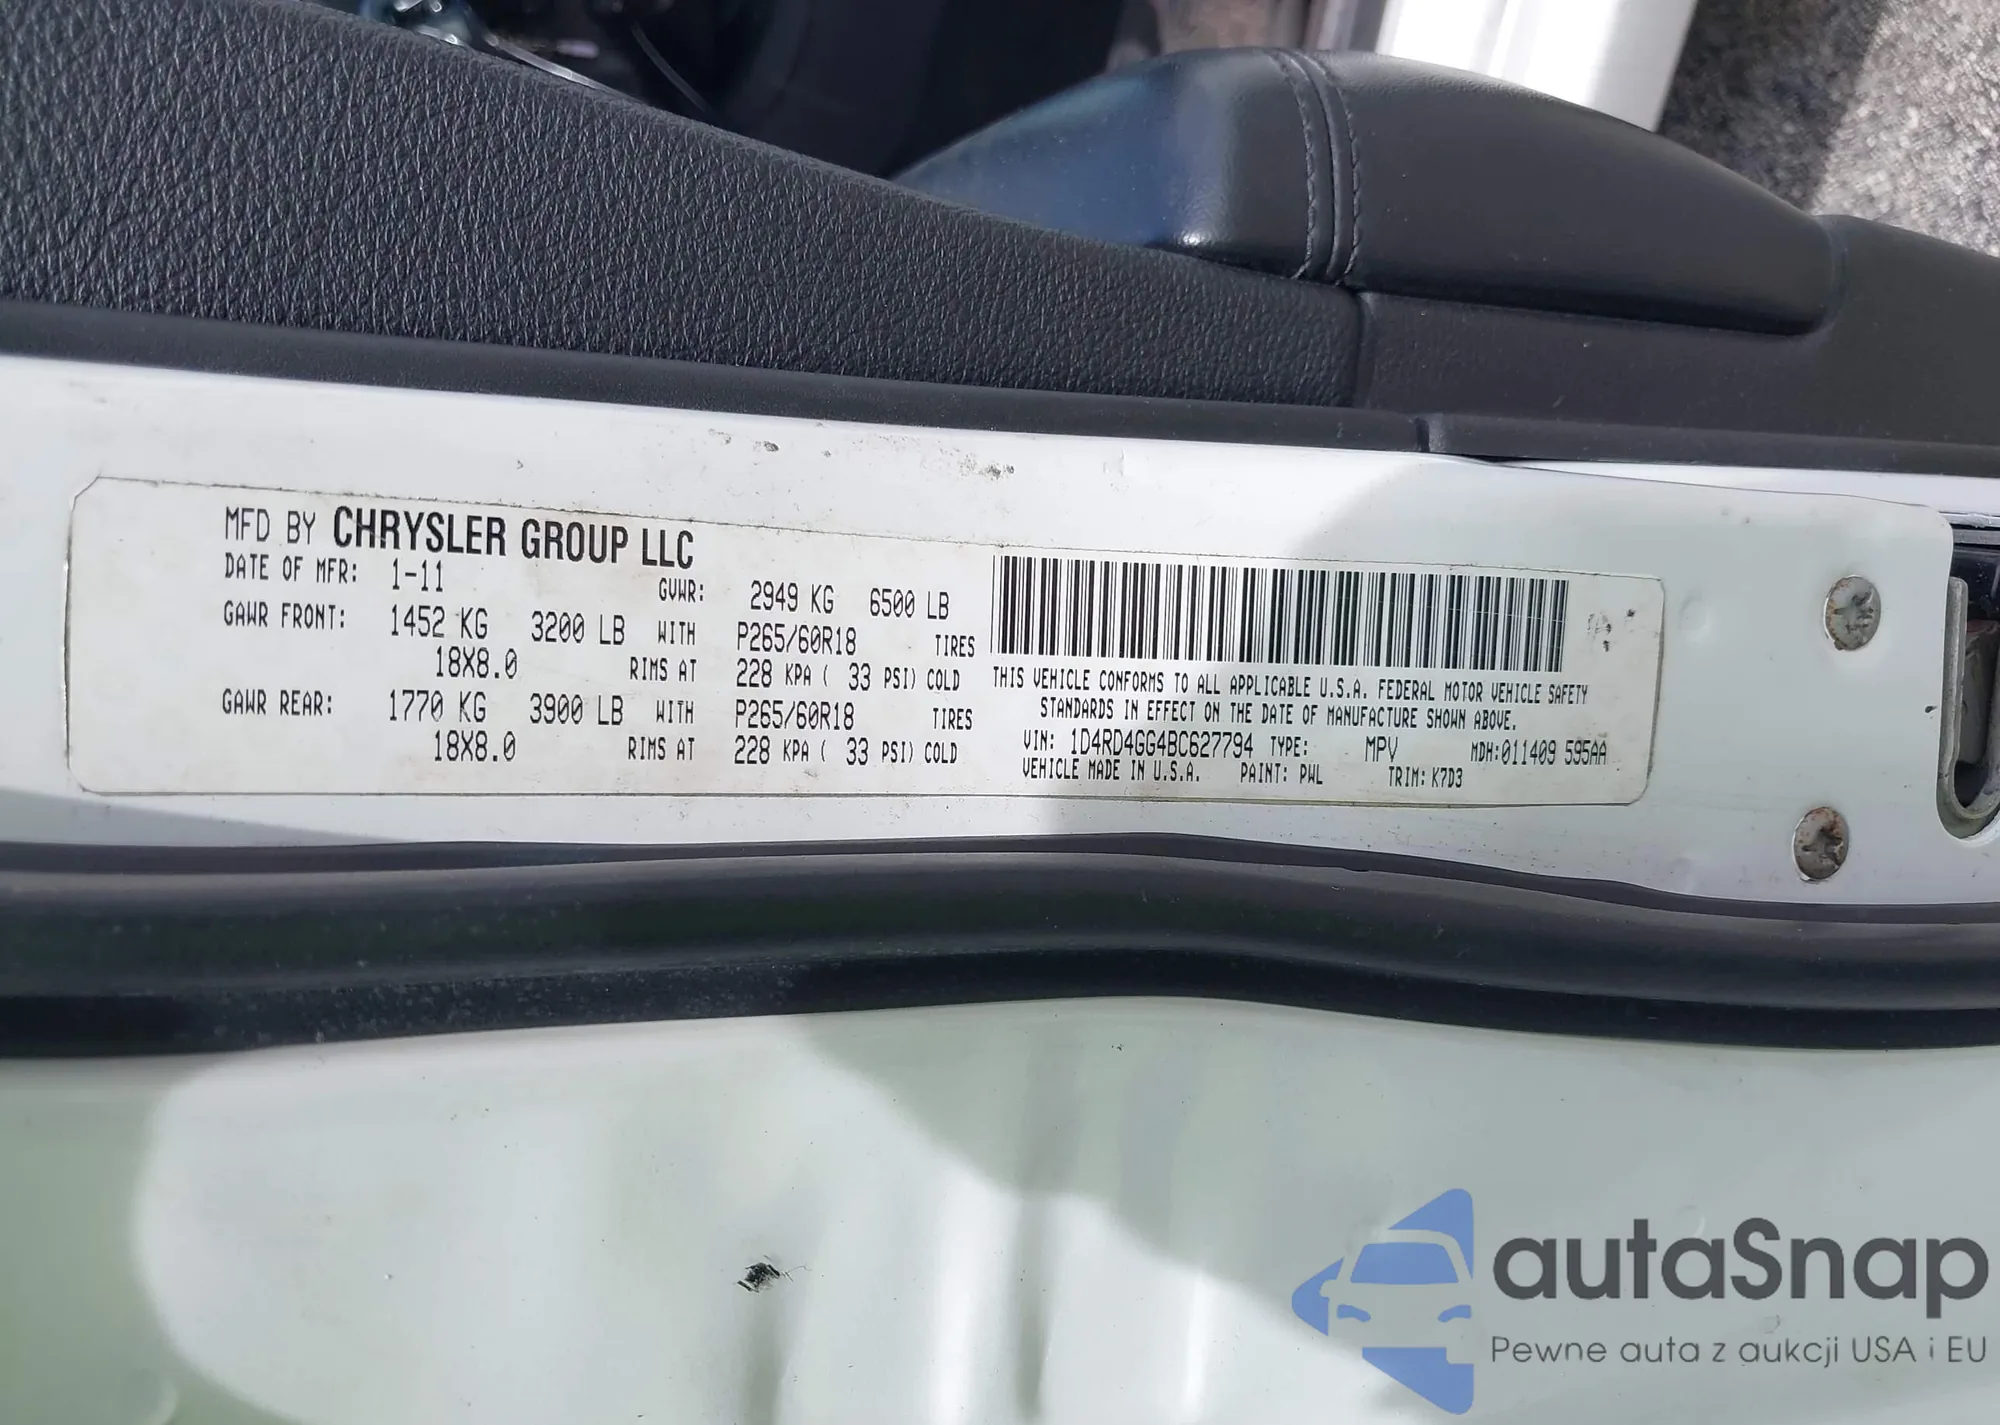 MFD BY CHRYSLER GROUP LLC
DATE OF MFR: 1-11 GVWR: 2949 KG 6500 LB
GAWR FRONT: 1452 KG 3200 LB WITH P265/60R18 TIRES
18X8.0 RIMS AT 228 KPA ( 33 PSI) COLD
GAWR REAR: 1770 KG 3900 LB WITH P265/60R18 TIRES
18X8.0 RIMS AT 228 KPA ( 33 PSI) COLD
THIS VEHICLE CONFORMS TO ALL APPLICABLE U.S.A. FEDERAL MOTOR VEHICLE SAFETY
STANDARDS IN EFFECT ON THE DATE OF MANUFACTURE SHOWN ABOVE.
VIN: 1D4RD4GG4BC627794 TYPE: MPV MDH:011409 595AA
VEHICLE MADE IN U.S.A. PAINT: PWL TRIM: K7D3
autaSnap
Pewne auta z aukcji USA i EU